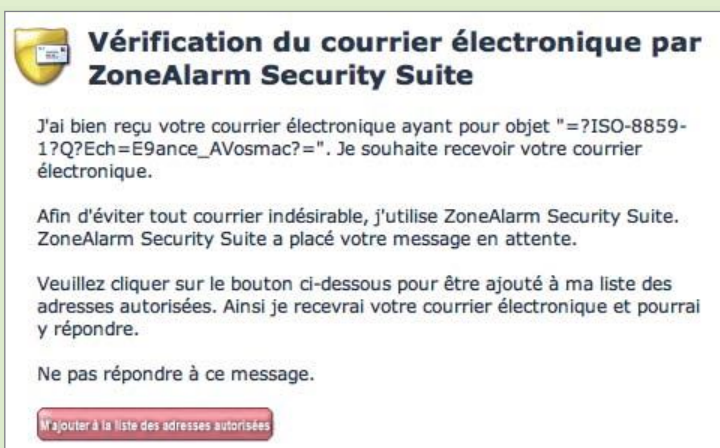 Vérification du courrier électronique par
ZoneAlarm Security Suite
J'ai bien reçu votre courrier électronique ayant pour objet "=?ISO-8859-
1?Q?Ech=E9ance_AVosmac?=". Je souhaite recevoir votre courrier
électronique.
Afin d'éviter tout courrier indésirable, j'utilise ZoneAlarm Security Suite.
ZoneAlarm Security Suite a placé votre message en attente.
Veuillez cliquer sur le bouton ci-dessous pour être ajouté à ma liste des
adresses autorisées. Ainsi je recevrai votre courrier électronique et pourrai
y répondre.
Ne pas répondre à ce message.
M'ajouter à la liste des adresses autorisées